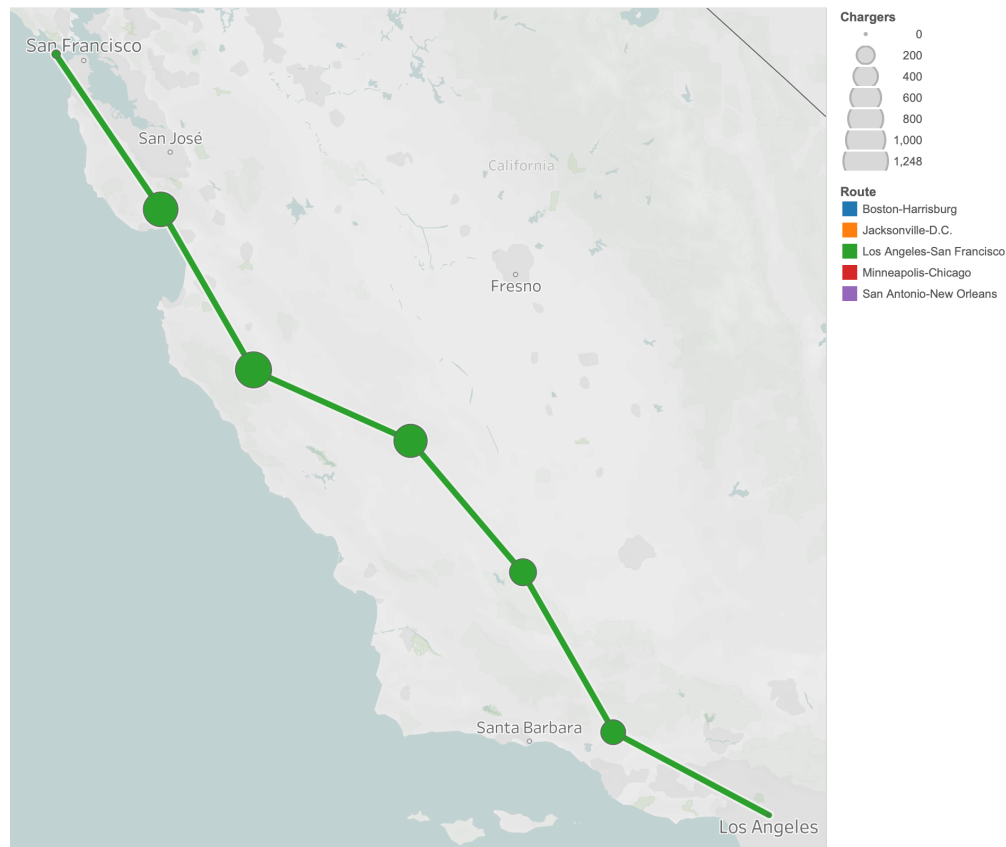 San Francisco
San José
California
Fresno
Santa Barbara
Los Angeles
Chargers
0
200
400
600
800
1,000
1,248
Route
Boston-Harrisburg
Jacksonville-D.C.
Los Angeles-San Francisco
Minneapolis-Chicago
San Antonio-New Orleans